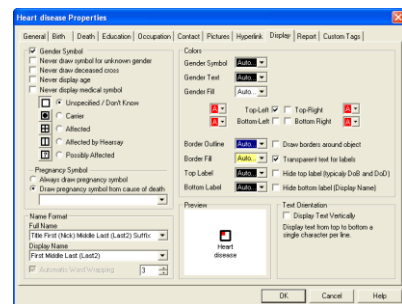 Heart disease Properties
General Birth Death Education Occupation Contact Pictures Hyperlink Display Report Custom Tags
Gender Symbol
Never draw symbol for unknown gender
Never draw deceased cross
Never display age
Never display medical symbol
Unspecified / Don't Know
Carrier
Affected
Affected by Hearsay
Possibly Affected
Pregnancy Symbol
Always draw pregnancy symbol
Draw pregnancy symbol from cause of death
Name Format
Full Name
Title First (Nick) Middle Last (Last2) Suffix
Display Name
First Middle Last (Last2)
Automatic Word Wrapping 3
Colors
Gender Symbol Auto...
Gender Text Auto...
Gender Fill Auto...
A Top-Left Top-Right A
A Bottom-Left Bottom Right A
Border Outline Auto... Draw borders around object
Border Fill Auto... Transparent text for labels
Top Label Auto... Hide top label (typicaly DoB and DoD)
Bottom Label Auto... Hide bottom label (Display Name)
Preview
Heart
disease
Text Orientation
Display Text Vertically
Display text from top to bottom a
single character per line.
OK Cancel Help